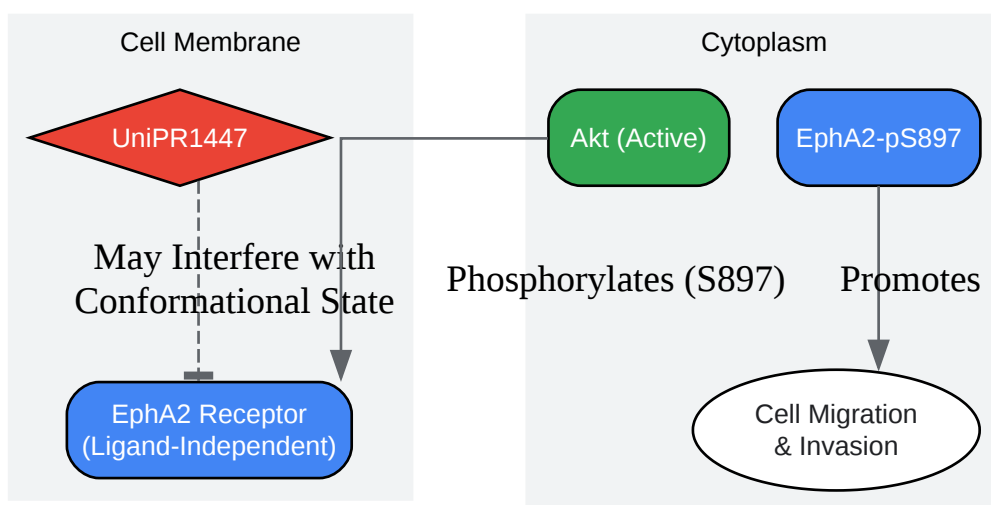 Cell Membrane
Cytoplasm
UniPR1447
Akt (Active)
EphA2-pS897
May Interfere with
Conformational State
Phosphorylates (S897)
Promotes
EphA2 Receptor
(Ligand-Independent)
Cell Migration
& Invasion